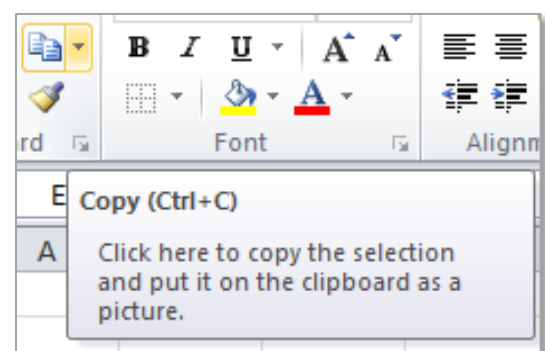 B I U A A
A
rd Font Alignm
E
Copy (Ctrl+C)
A
Click here to copy the selection
and put it on the clipboard as a
picture.